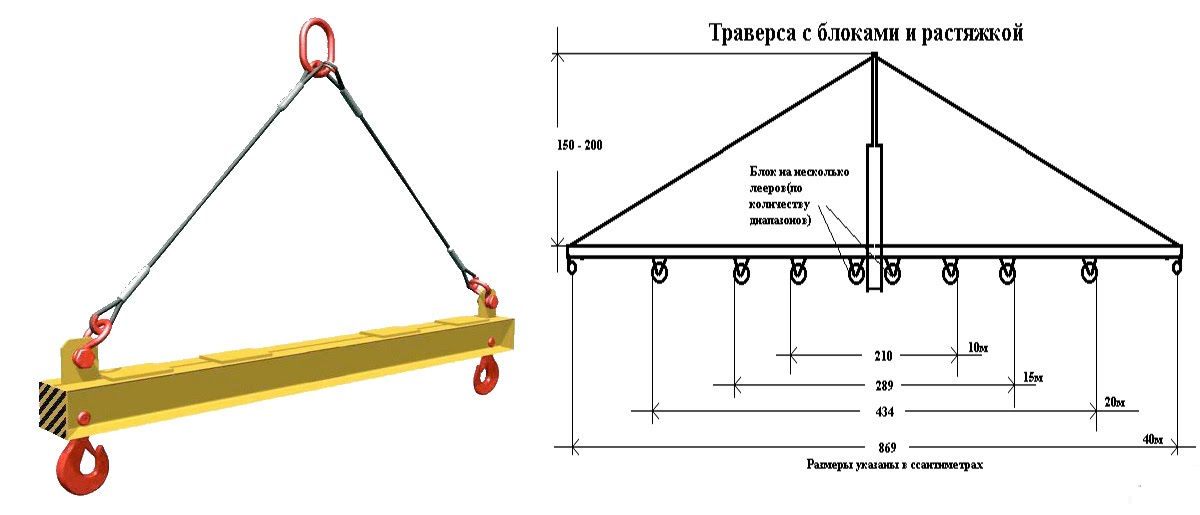 Траверса с блоками и растяжкой
150 - 200
Блок на несколько
лееров(по
количеству
диапазонов)
210
10м
289
15м
434
20м
869
40м
Размеры указаны в ссантиметрах